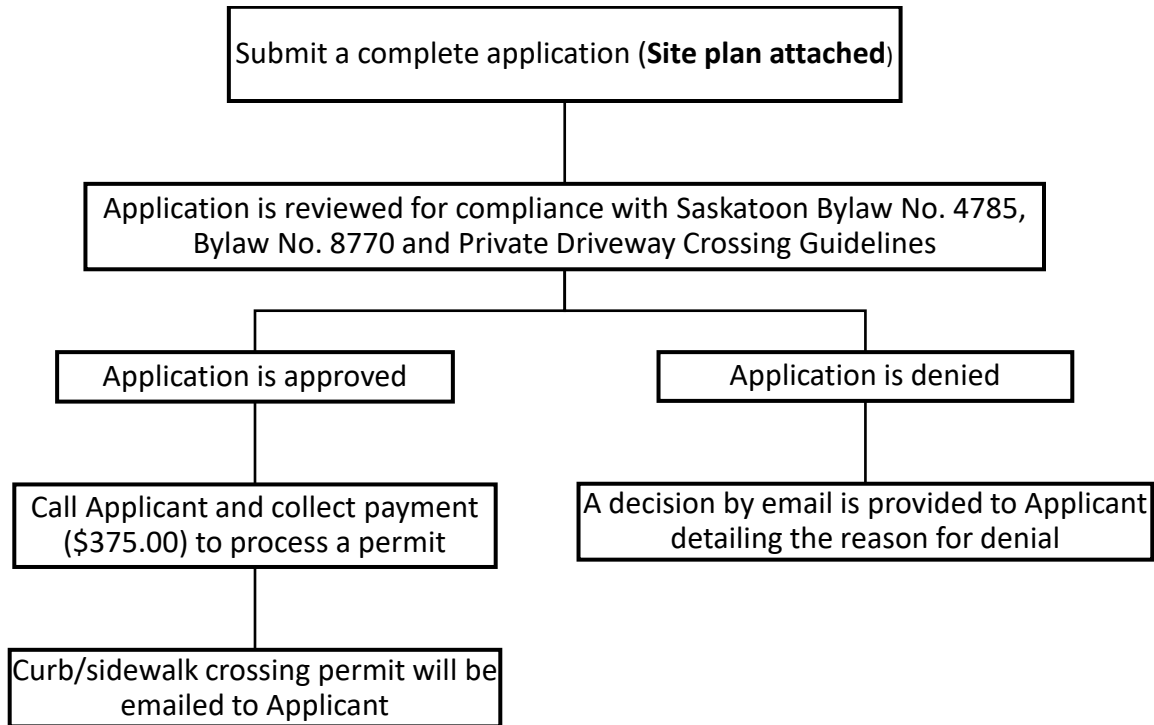 Submit a complete application (Site plan attached)
Application is reviewed for compliance with Saskatoon Bylaw No. 4785,
Bylaw No. 8770 and Private Driveway Crossing Guidelines
Application is approved
Application is denied
Call Applicant and collect payment
($375.00) to process a permit
A decision by email is provided to Applicant
detailing the reason for denial
Curb/sidewalk crossing permit will be
emailed to Applicant